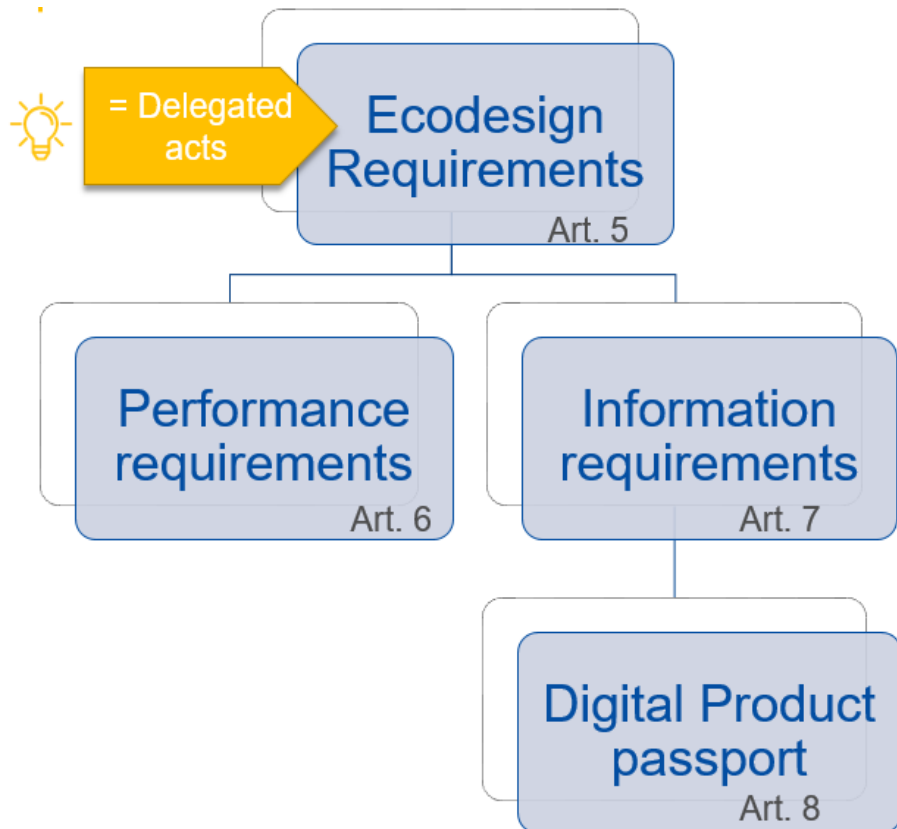 = Delegated
acts
Ecodesign
Requirements
Art. 5
Performance
requirements
Art. 6
Information
requirements
Art. 7
Digital Product
passport
Art. 8